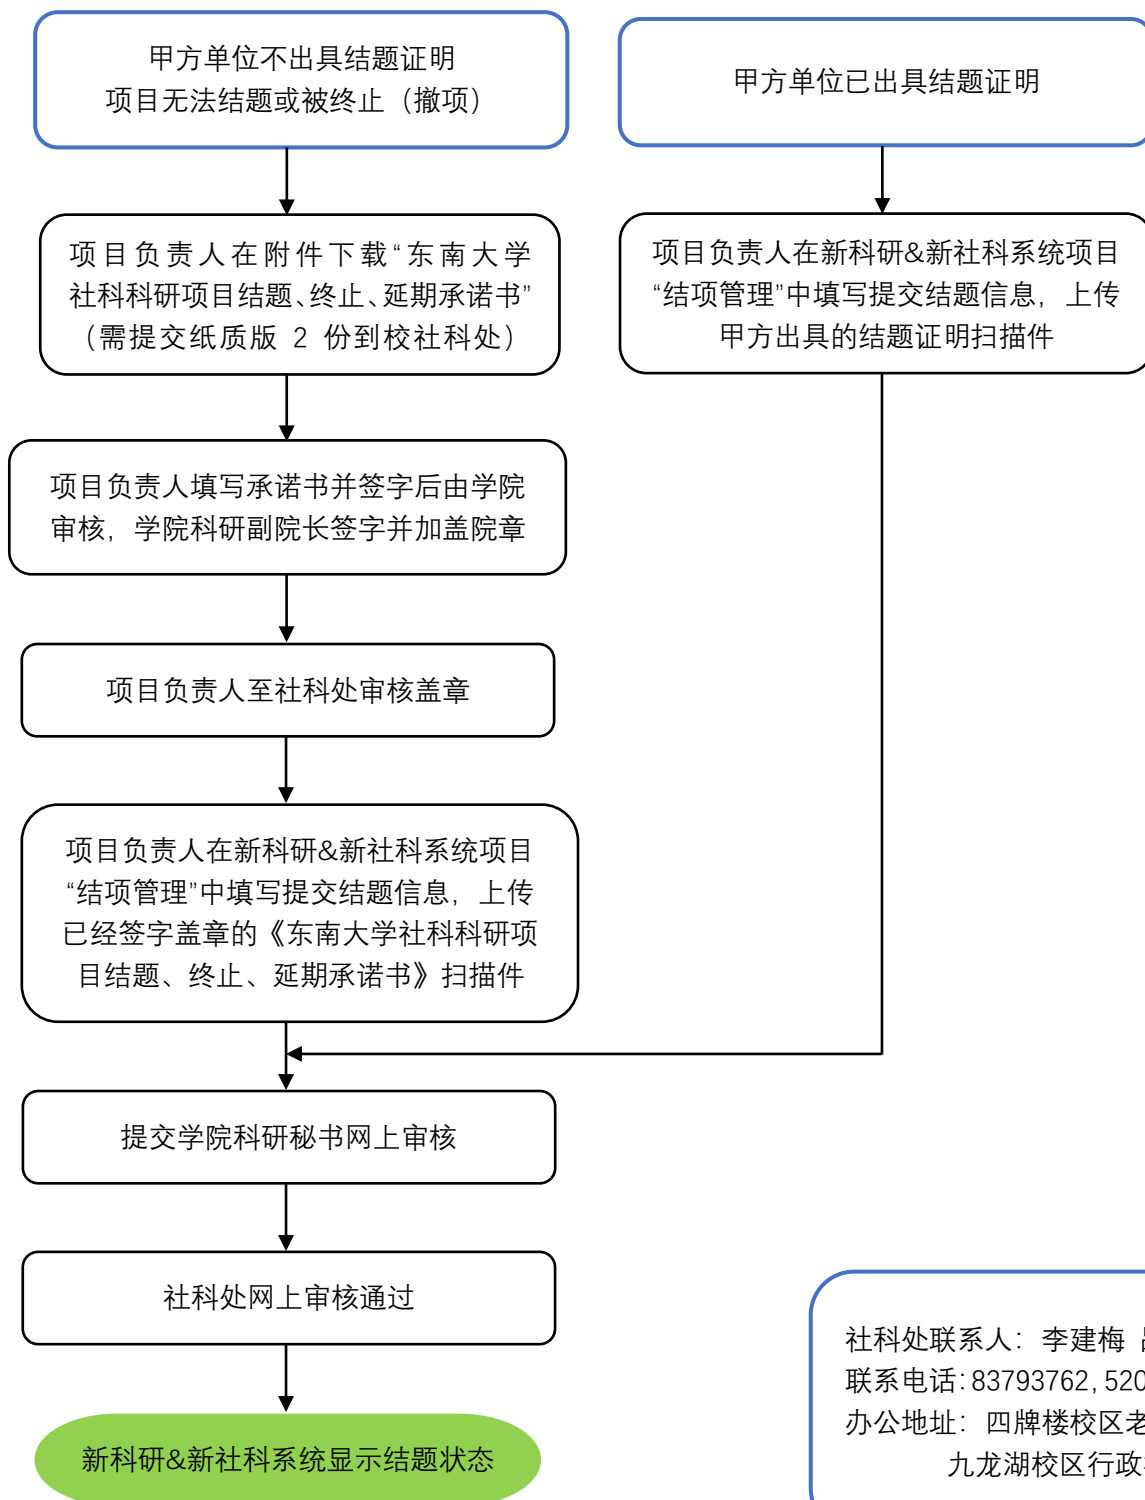 甲方单位不出具结题证明
项目无法结题或被终止（撤项）
甲方单位已出具结题证明
项目负责人在附件下载“东南大学
社科科研项目结题、终止、延期承诺书”
（需提交纸质版 2 份到校社科处）
项目负责人在新科研&新社科系统项目
“结项管理”中填写提交结题信息，上传
甲方出具的结题证明扫描件
项目负责人填写承诺书并签字后由学院
审核，学院科研副院长签字并加盖院章
项目负责人至社科处审核盖章
项目负责人在新科研&新社科系统项目
“结项管理”中填写提交结题信息，上传
已经签字盖章的《东南大学社科科研项
目结题、终止、延期承诺书》扫描件
提交学院科研秘书网上审核
社科处网上审核通过
新科研&新社科系统显示结题状态
社科处联系人：李建梅
联系电话：83793762，520
办公地址：四牌楼校区老
九龙湖校区行政